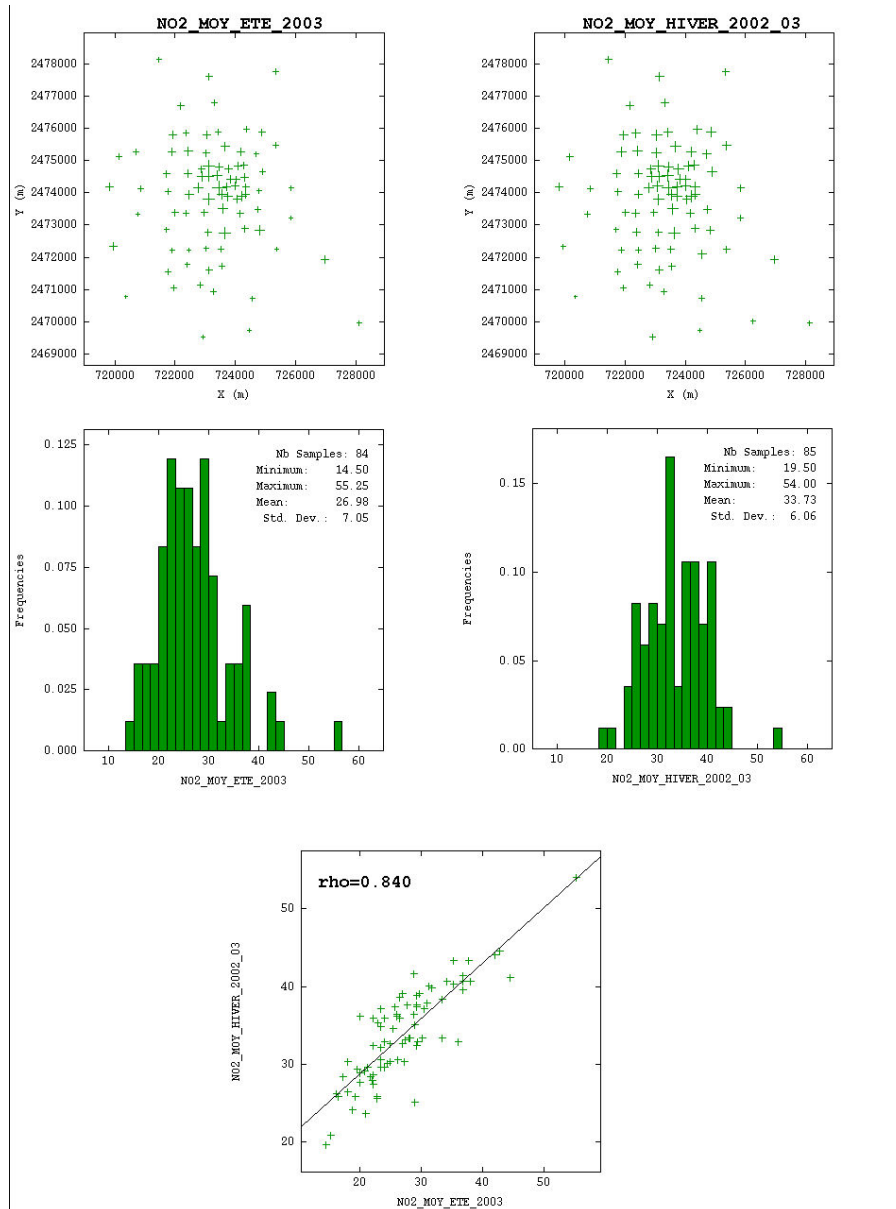 NO2_MOY_ETE_2003
2478000
2477000
2476000
2475000
2474000
2473000
2472000
2471000
2470000
2469000
Y (m)
720000 722000 724000 726000 728000
X (m)
NO2_MOY_HIVER_2002_03
2478000
2477000
2476000
2475000
2474000
2473000
2472000
2471000
2470000
2469000
Y (m)
720000 722000 724000 726000 728000
X (m)
0.125
0.100
0.075
0.050
0.025
0.000
Frequencies
Nb Samples: 84
Minimum: 14.50
Maximum: 55.25
Mean: 26.98
Std. Dev.: 7.05
10 20 30 40 50 60
NO2_MOY_ETE_2003
0.15
0.10
0.05
0.00
Frequencies
Nb Samples: 85
Minimum: 19.50
Maximum: 54.00
Mean: 33.73
Std. Dev.: 6.06
10 20 30 40 50 60
NO2_MOY_HIVER_2002_03
rho=0.840
50
40
30
20
NO2_MOY_HIVER_2002_03
20 30 40 50
NO2_MOY_ETE_2003